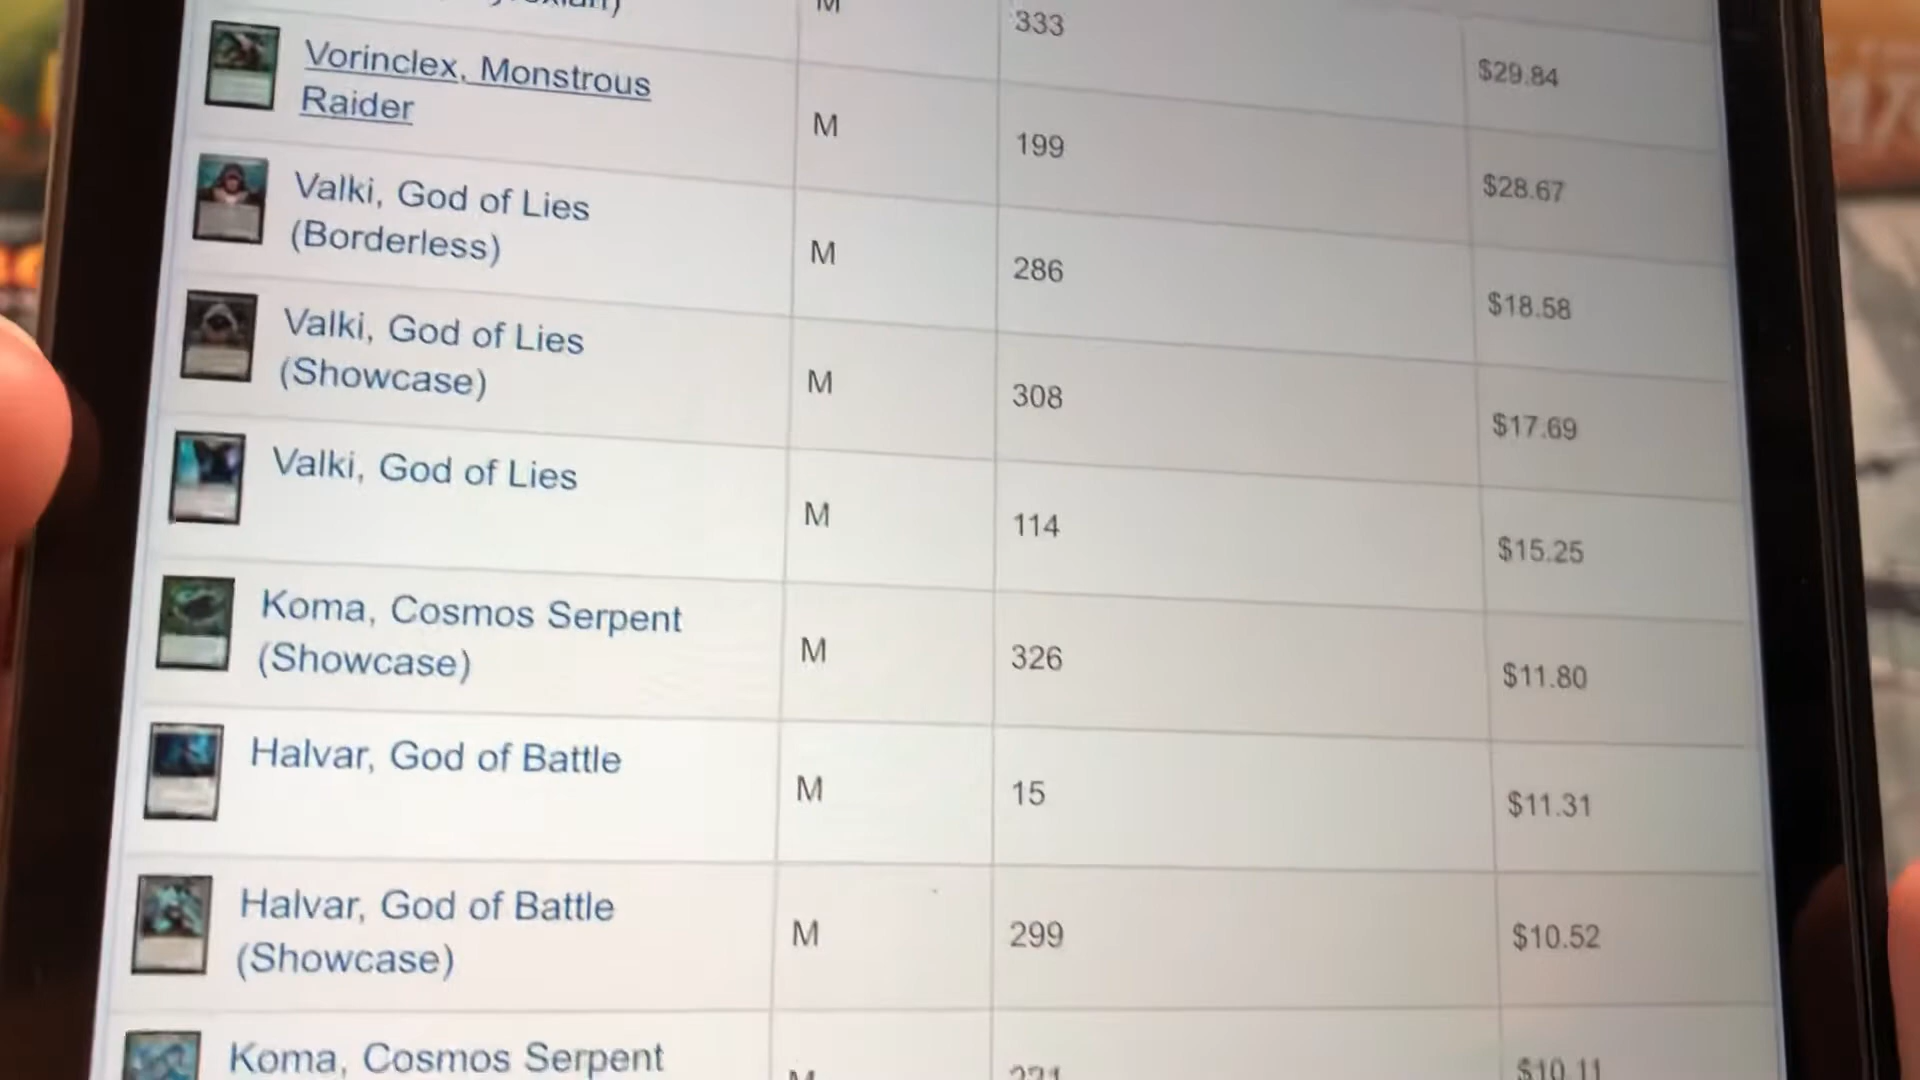 M 333 $29.84
Vorinclex, Monstrous
Raider M 199 $28.67
Valki, God of Lies
(Borderless) M 286 $18.58
Valki, God of Lies
(Showcase) M 308 $17.69
Valki, God of Lies M 114 $15.25
Koma, Cosmos Serpent
(Showcase) M 326 $11.80
Halvar, God of Battle M 15 $11.31
Halvar, God of Battle
(Showcase) M 299 $10.52
Koma, Cosmos Serpent M $10.11